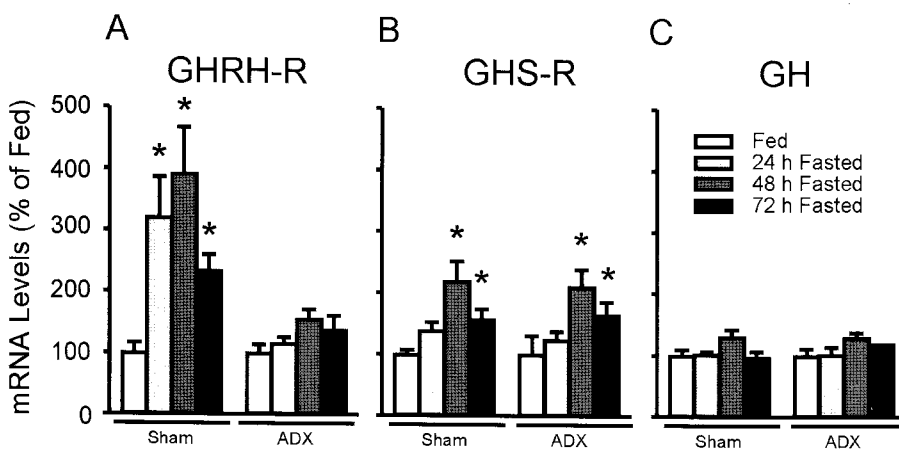 A
B
C
GHRH-R
GHS-R
GH
mRNA Levels (% of Fed)
500
400
300
200
100
0
* * *
* *
* *
Fed
24 h Fasted
48 h Fasted
72 h Fasted
Sham
ADX
Sham
ADX
Sham
ADX